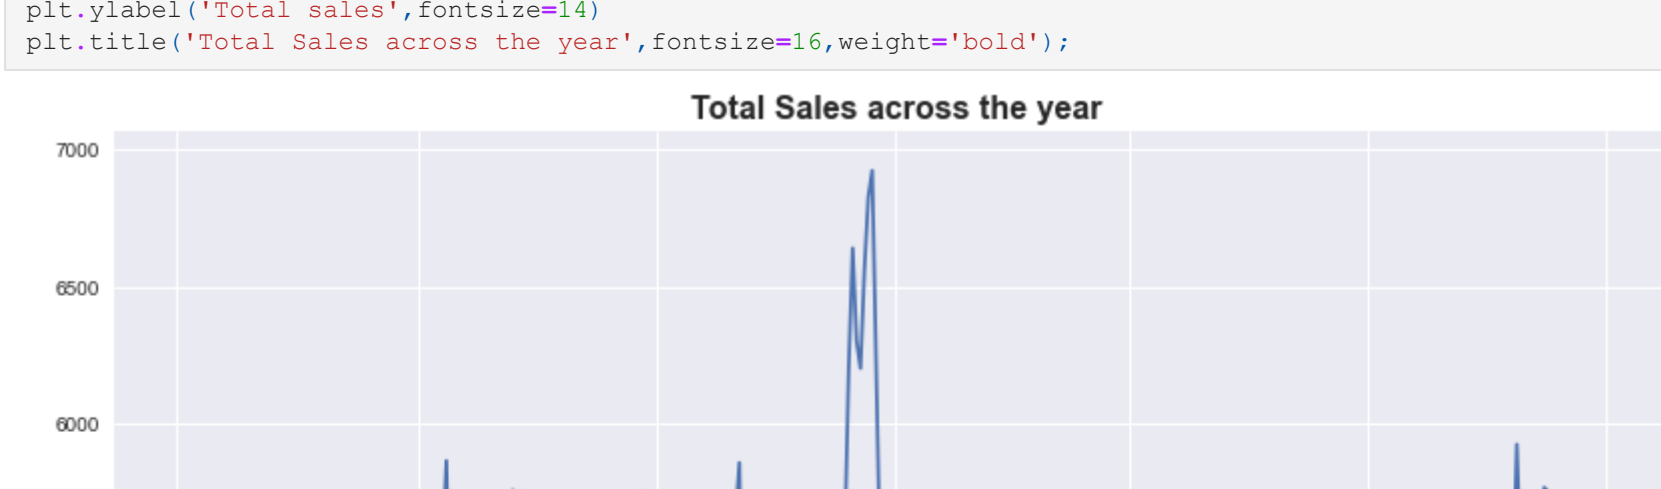 plt.ylabel('Total sales',fontsize=14)
plt.title('Total Sales across the year',fontsize=16,weight='bold');
Total Sales across the year
7000
6500
6000